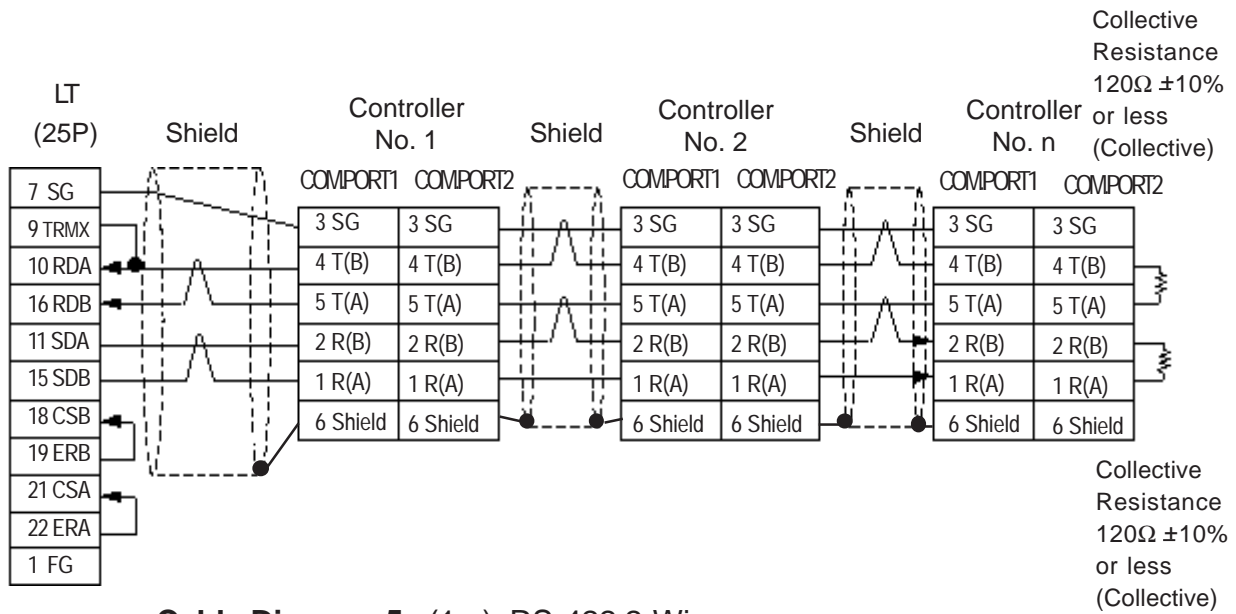 Collective
Resistance
120Ω ±10%
or less
(Collective)
LT
(25P)
Shield
Controller
No. 1
Shield
Controller
No. 2
Shield
Controller
No. n
COMPORT1 COMPORT2
COMPORT1 COMPORT2
COMPORT1 COMPORT2
7 SG
9 TRMX
10 RDA
16 RDB
11 SDA
15 SDB
18 CSB
19 ERB
21 CSA
22 ERA
1 FG
3 SG 3 SG
4 T(B) 4 T(B)
5 T(A) 5 T(A)
2 R(B) 2 R(B)
1 R(A) 1 R(A)
6 Shield 6 Shield
3 SG 3 SG
4 T(B) 4 T(B)
5 T(A) 5 T(A)
2 R(B) 2 R(B)
1 R(A) 1 R(A)
6 Shield 6 Shield
3 SG 3 SG
4 T(B) 4 T(B)
5 T(A) 5 T(A)
2 R(B) 2 R(B)
1 R(A) 1 R(A)
6 Shield 6 Shield
Collective
Resistance
120Ω ±10%
or less
(Collective)